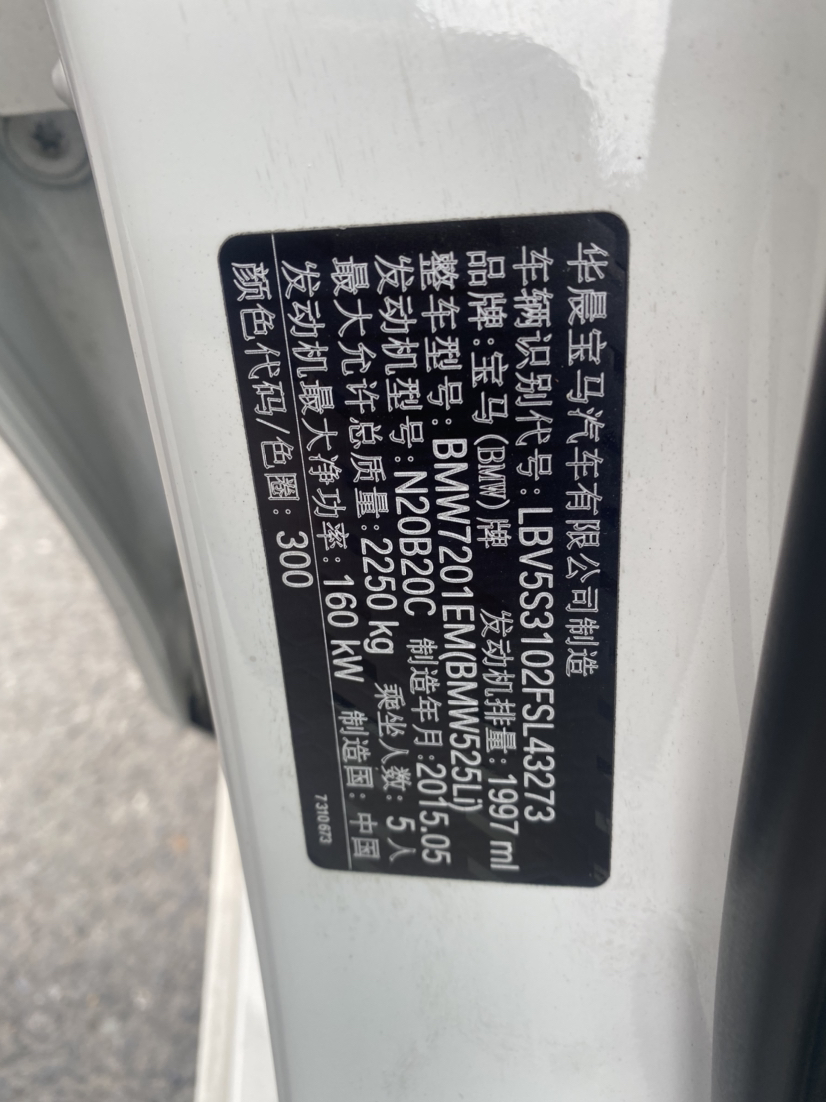 华晨宝马汽车有限公司制造
车辆识别代号:LBV5S3102FSL43273
品牌:宝马(BMW)牌 发动机排量:1997 ml
整车型号:BMW7201EM(BMW525Li)
发动机型号:N20B20C 制造年月:2015.05
最大允许总质量:2250 kg 乘坐人数:5人
发动机最大净功率:160 kW 制造国:中国
颜色代码/色圈:300 7310673